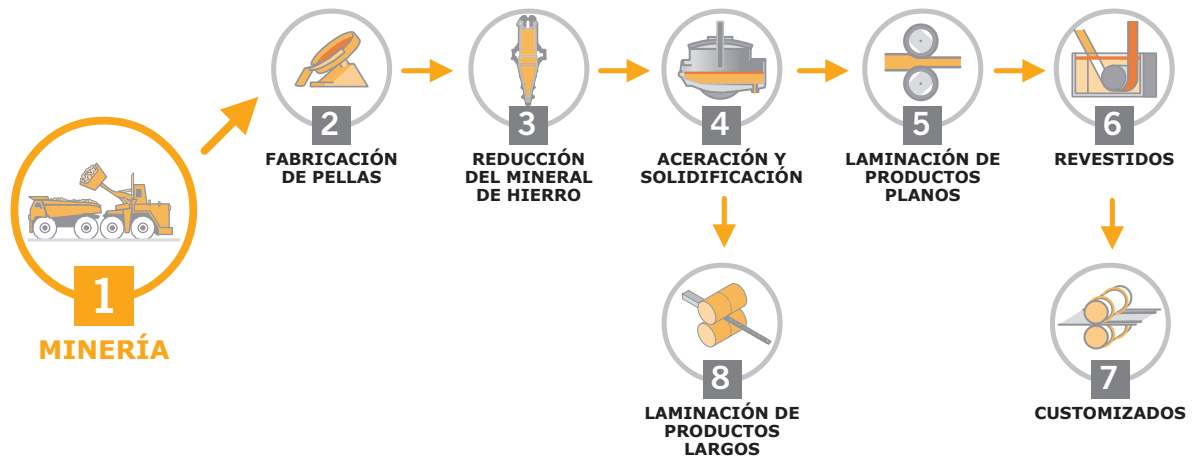 1
MINERÍA
2
FABRICACIÓN
DE PELLAS
3
REDUCCIÓN
DEL MINERAL
DE HIERRO
4
ACERACIÓN Y
SOLIDIFICACIÓN
5
LAMINACIÓN DE
PRODUCTOS
PLANOS
6
REVESTIDOS
7
CUSTOMIZADOS
8
LAMINACIÓN DE
PRODUCTOS
LARGOS